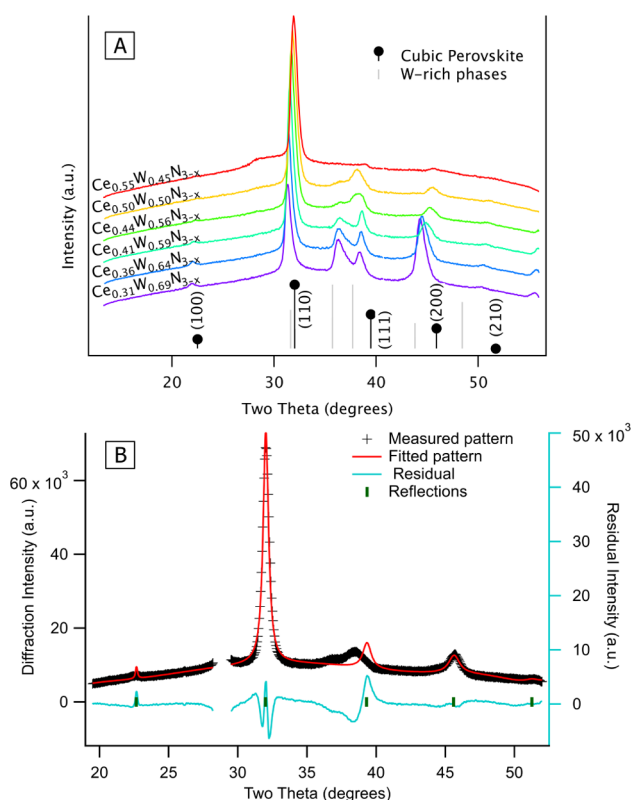 A
Cubic Perovskite
W-rich phases
Intensity (a.u.)
Ce0.55W0.45N3-x
Ce0.50W0.50N3-x
Ce0.44W0.56N3-x
Ce0.41W0.59N3-x
Ce0.36W0.64N3-x
Ce0.31W0.69N3-x
(100)
(110)
(111)
(200)
(210)
20 30 40 50
Two Theta (degrees)
B
Measured pattern
Fitted pattern
Residual
Reflections
Diffraction Intensity (a.u.)
60 x 10³
40
20
0
50 x 10³
40
30
20
10
0
Residual Intensity (a.u.)
20 25 30 35 40 45 50
Two Theta (degrees)